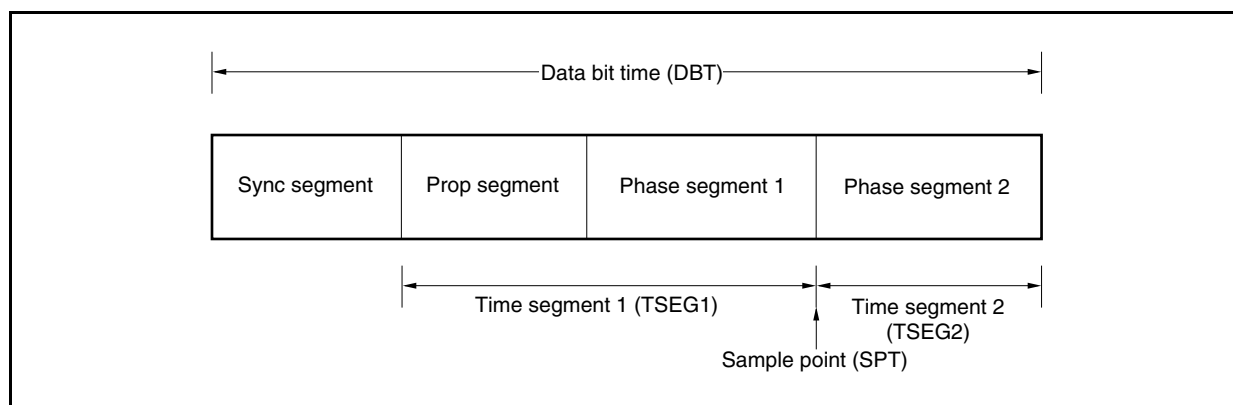 Data bit time (DBT)
Sync segment
Prop segment
Phase segment 1
Phase segment 2
Time segment 1 (TSEG1)
Time segment 2
(TSEG2)
Sample point (SPT)